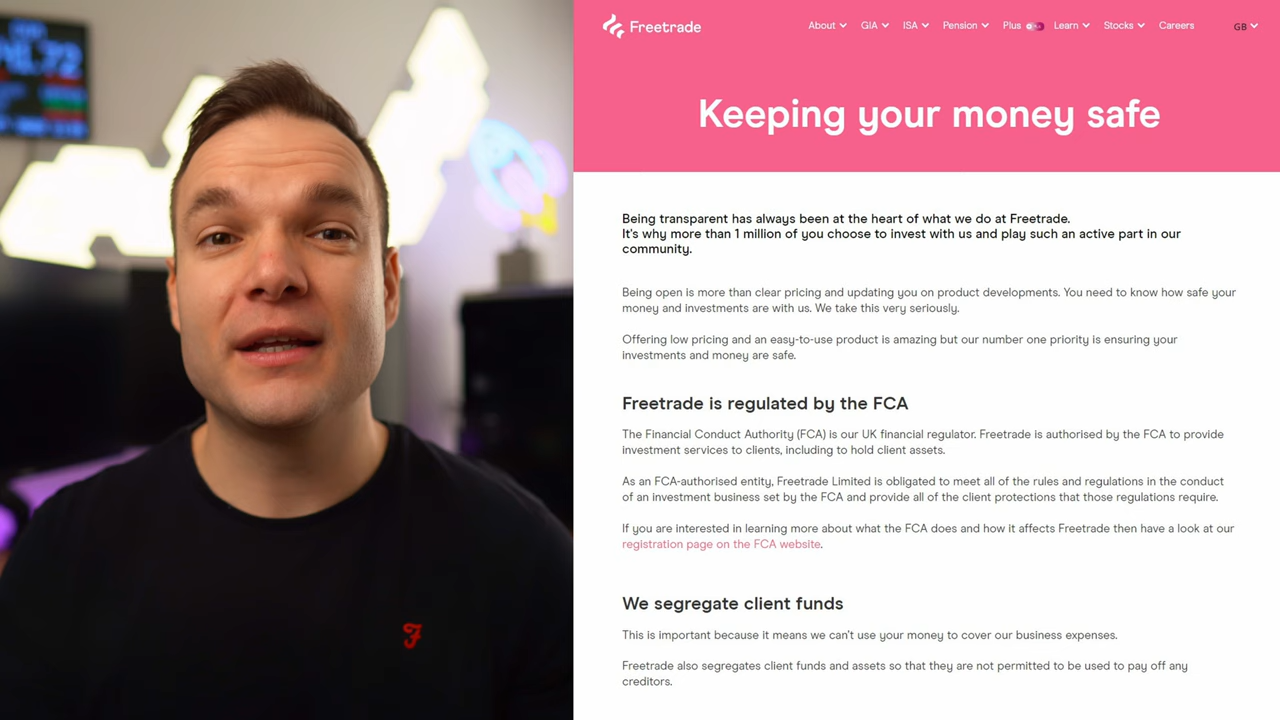 Freetrade
About GIA ISA Pension Plus Learn Stocks Careers GB
Keeping your money safe
Being transparent has always been at the heart of what we do at Freetrade.
It's why more than 1 million of you choose to invest with us and play such an active part in our
community.
Being open is more than clear pricing and updating you on product developments. You need to know how safe your
money and investments are with us. We take this very seriously.
Offering low pricing and an easy-to-use product is amazing but our number one priority is ensuring your
investments and money are safe.
Freetrade is regulated by the FCA
The Financial Conduct Authority (FCA) is our UK financial regulator. Freetrade is authorised by the FCA to provide
investment services to clients, including to hold client assets.
As an FCA-authorised entity, Freetrade Limited is obligated to meet all of the rules and regulations in the conduct
of an investment business set by the FCA and provide all of the client protections that those regulations require.
If you are interested in learning more about what the FCA does and how it affects Freetrade then have a look at our
registration page on the FCA website.
We segregate client funds
This is important because it means we can't use your money to cover our business expenses.
Freetrade also segregates client funds and assets so that they are not permitted to be used to pay off any
creditors.